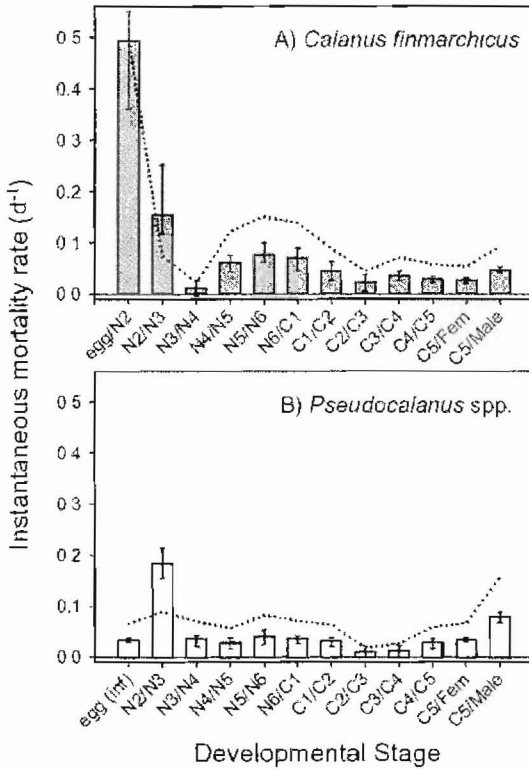 Instantaneous mortality rate (d⁻¹)
A) Calanus finmarchicus
0 5
0.4
0.3
0.2
0.1
0 0
egg/N2
N2/N3
N3/N4
N4/N5
N5/N6
N6/C1
C1/C2
C2/C3
C3/C4
C4/C5
C5/Fem
C5/Male
B) Pseudocalanus spp.
0 5
0.4
0.3
0.2
0.1
0 0
egg (inf)
N2/N3
N3/N4
N4/N5
N5/N6
N6/C1
C1/C2
C2/C3
C3/C4
C4/C5
C5/Fem
C5/Male
Developmental Stage